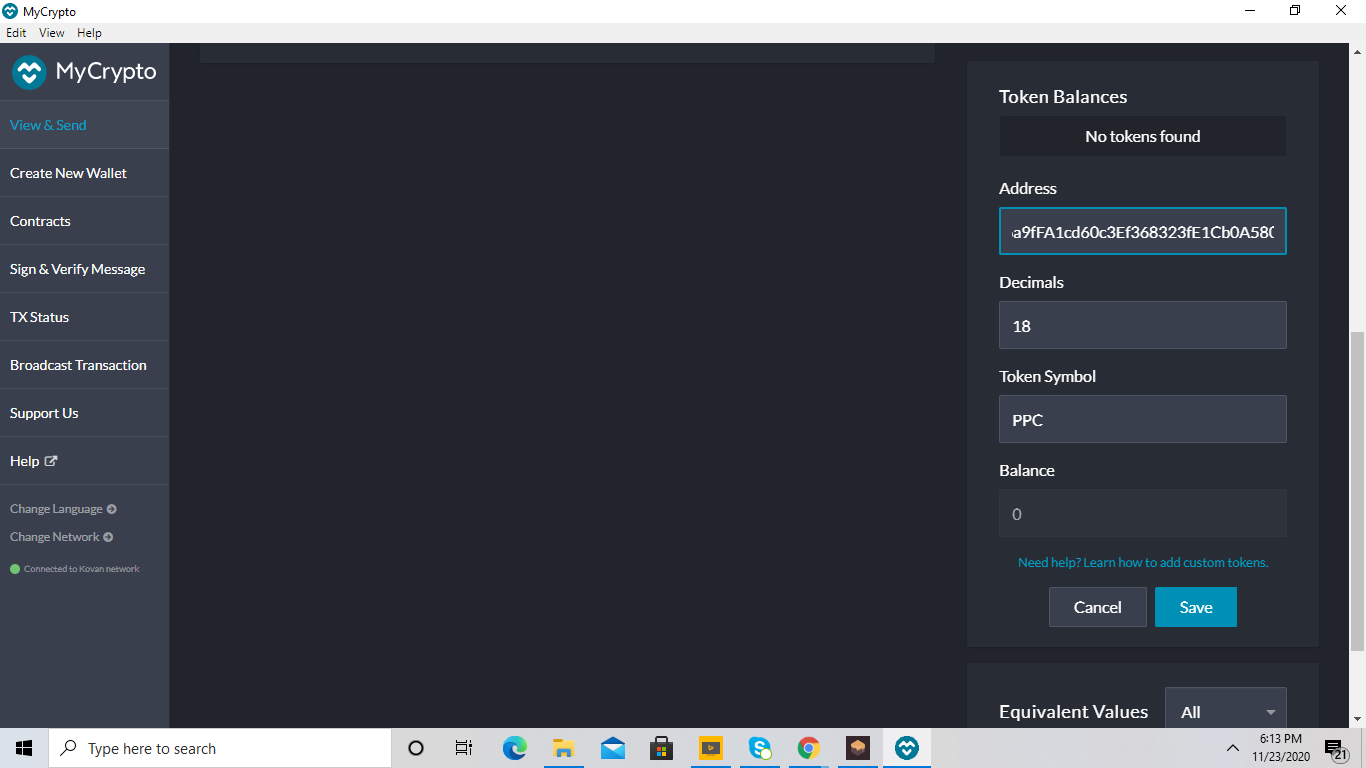 MyCrypto
Edit View Help
MyCrypto
View & Send
Create New Wallet
Contracts
Sign & Verify Message
TX Status
Broadcast Transaction
Support Us
Help
Change Language
Change Network
Connected to Kovan network
Token Balances
No tokens found
Address
a9fFA1cd60c3Ef368323fE1Cb0A580
Decimals
18
Token Symbol
PPC
Balance
0
Need help? Learn how to add custom tokens.
Cancel Save
Equivalent Values All
Type here to search
6:13 PM
11/23/2020
21